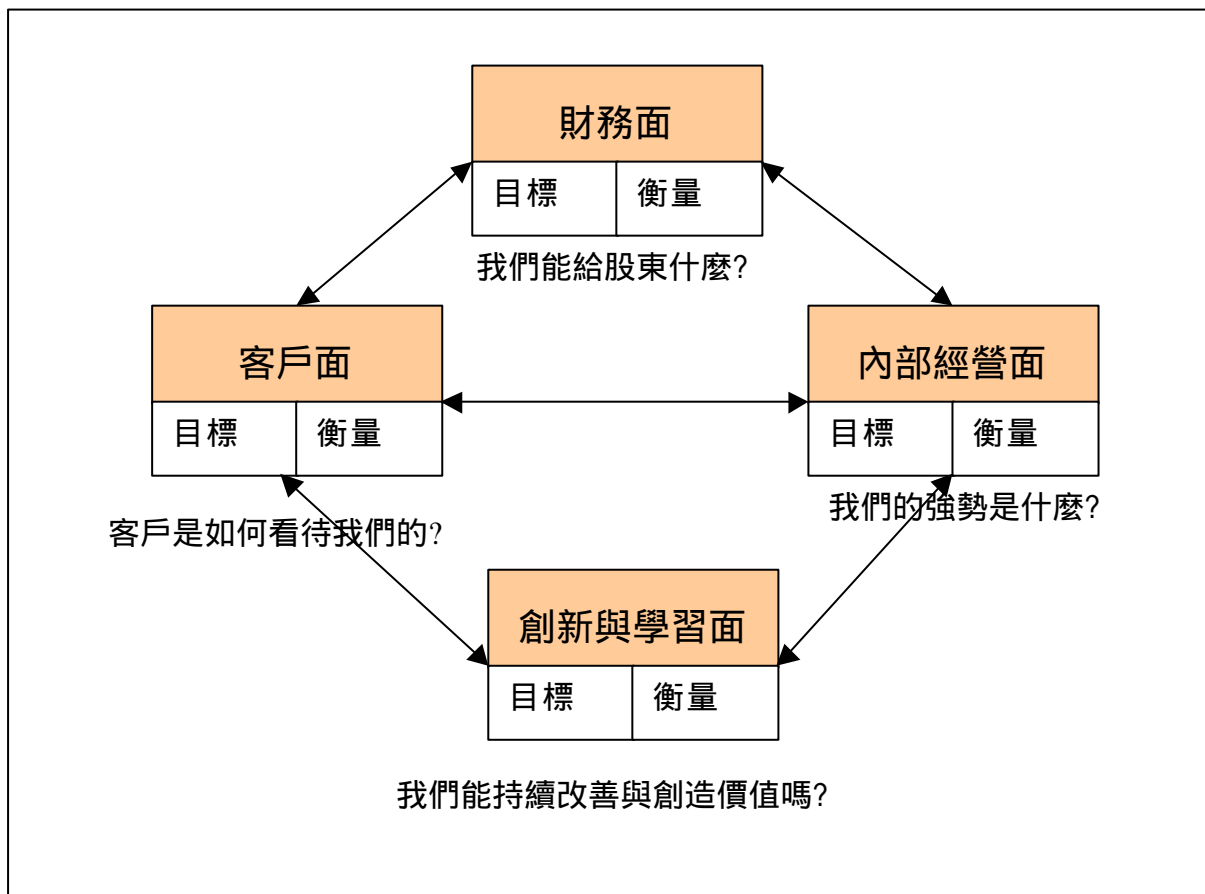 財務面
目標 衡量
我們能給股東什麼?
客戶面
目標 衡量
客戶是如何看待我們的?
內部經營面
目標 衡量
我們的強勢是什麼?
創新與學習面
目標 衡量
我們能持續改善與創造價值嗎?